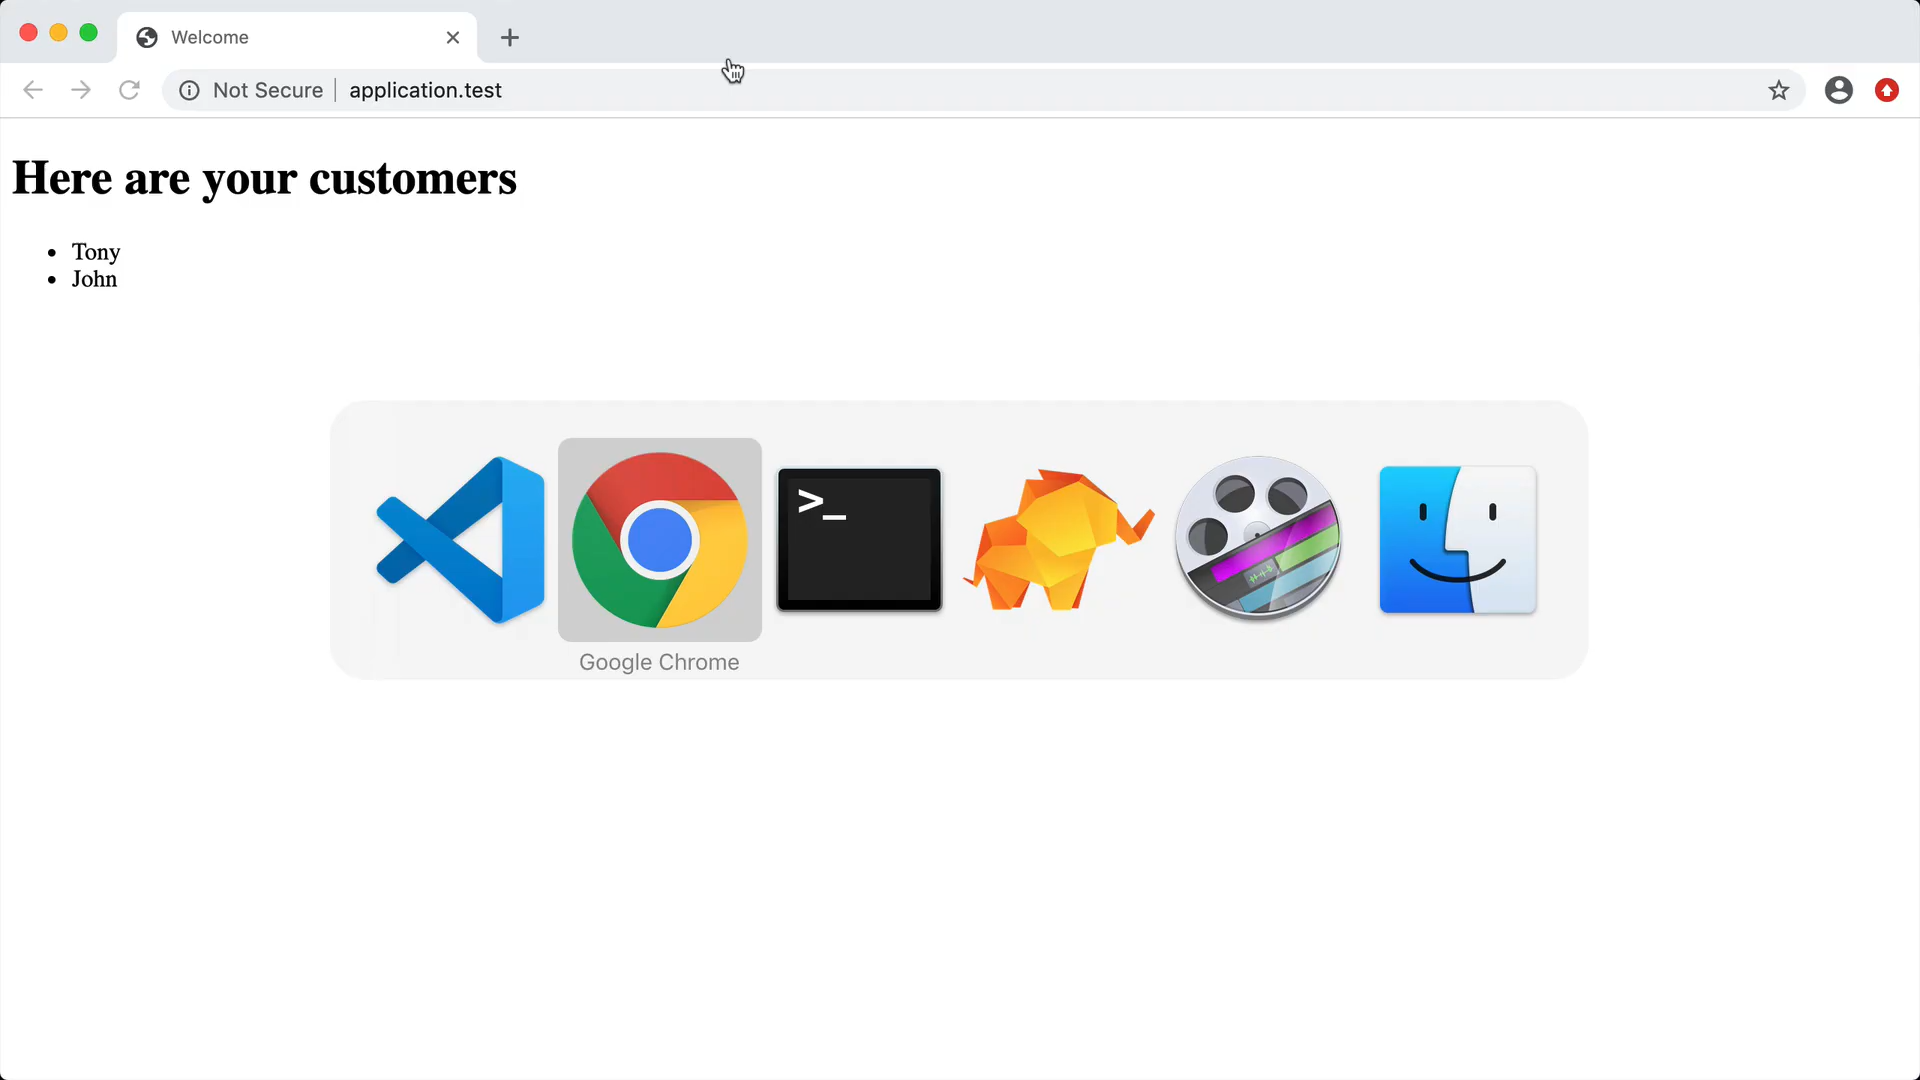 Welcome
Not Secure application.test
Here are your customers
• Tony
• John
>_
Google Chrome